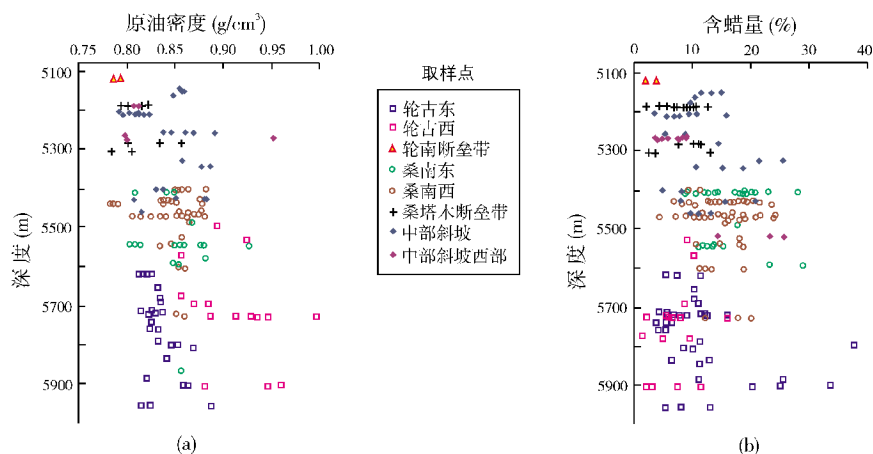 原油密度 (g/cm³)
0.75 0.80 0.85 0.90 0.95 1.00
5100
5300
5500
5700
5900
深度 (m)
(a)
取样点
轮古东
轮古西
轮南断垒带
桑南东
桑南西
桑塔木断垒带
中部斜坡
中部斜坡西部
含蜡量 (%)
0 10 20 30 40
5100
5300
5500
5700
5900
深度 (m)
(b)